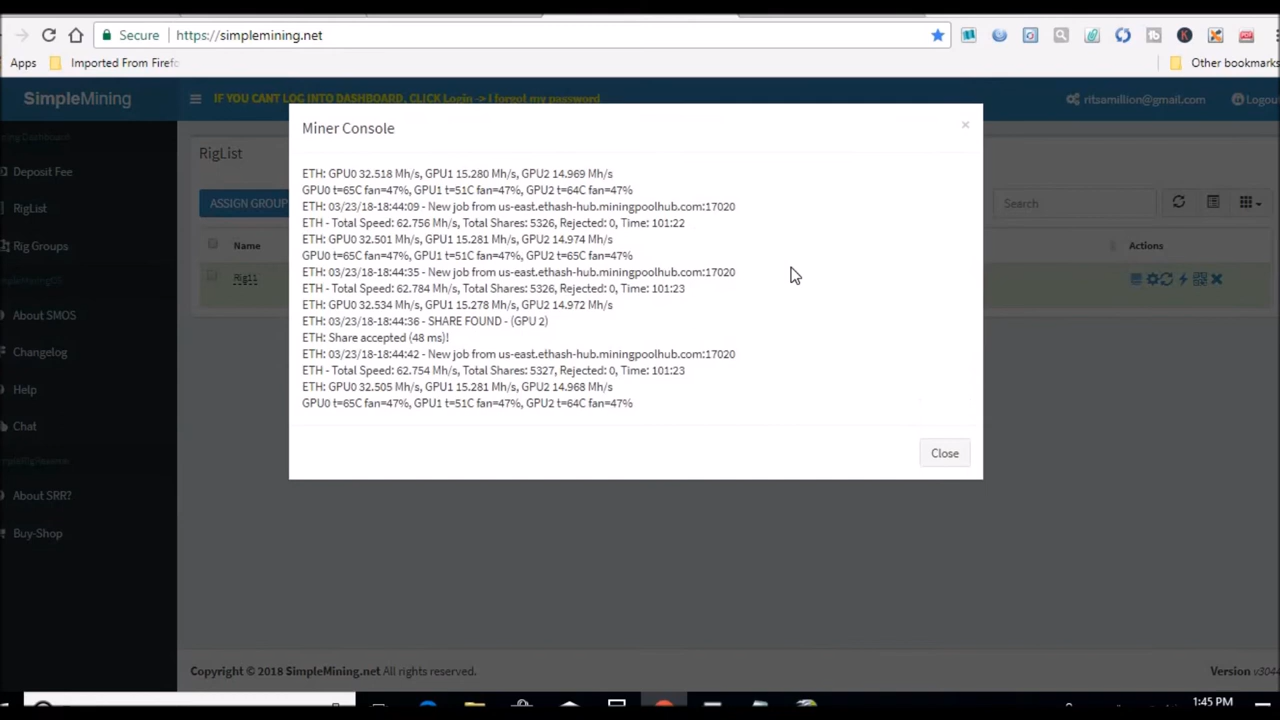 Secure https://simplemining.net
Apps Imported From Firefo Other bookmarks
SimpleMining IF YOU CANT LOG INTO DASHBOARD, CLICK Login -> I forgot my password ritsamillion@gmail.com Logou
Miner Console ×
ning Dashboard
RigList
Deposit Fee
ETH: GPU0 32.518 Mh/s, GPU1 15.280 Mh/s, GPU2 14.969 Mh/s
GPU0 t=65C fan=47%, GPU1 t=51C fan=47%, GPU2 t=64C fan=47%
RigList
ASSIGN GROUP
Search
ETH: 03/23/18-18:44:09 - New job from us-east.ethash-hub.miningpoolhub.com:17020
ETH - Total Speed: 62.756 Mh/s, Total Shares: 5326, Rejected: 0, Time: 101:22
Rig Groups
Name
Actions
ETH: GPU0 32.501 Mh/s, GPU1 15.281 Mh/s, GPU2 14.974 Mh/s
GPU0 t=65C fan=47%, GPU1 t=51C fan=47%, GPU2 t=65C fan=47%
Rig11
ETH: 03/23/18-18:44:35 - New job from us-east.ethash-hub.miningpoolhub.com:17020
ETH - Total Speed: 62.784 Mh/s, Total Shares: 5326, Rejected: 0, Time: 101:23
ETH: GPU0 32.534 Mh/s, GPU1 15.278 Mh/s, GPU2 14.972 Mh/s
About SMOS
ETH: 03/23/18-18:44:36 - SHARE FOUND - (GPU 2)
ETH: Share accepted (48 ms)!
Changelog
ETH: 03/23/18-18:44:42 - New job from us-east.ethash-hub.miningpoolhub.com:17020
ETH - Total Speed: 62.754 Mh/s, Total Shares: 5327, Rejected: 0, Time: 101:23
Help
ETH: GPU0 32.505 Mh/s, GPU1 15.281 Mh/s, GPU2 14.968 Mh/s
GPU0 t=65C fan=47%, GPU1 t=51C fan=47%, GPU2 t=64C fan=47%
Chat
Close
About SRR?
Buy-Shop
Copyright © 2018 SimpleMining.net All rights reserved. Version
1:45 PM